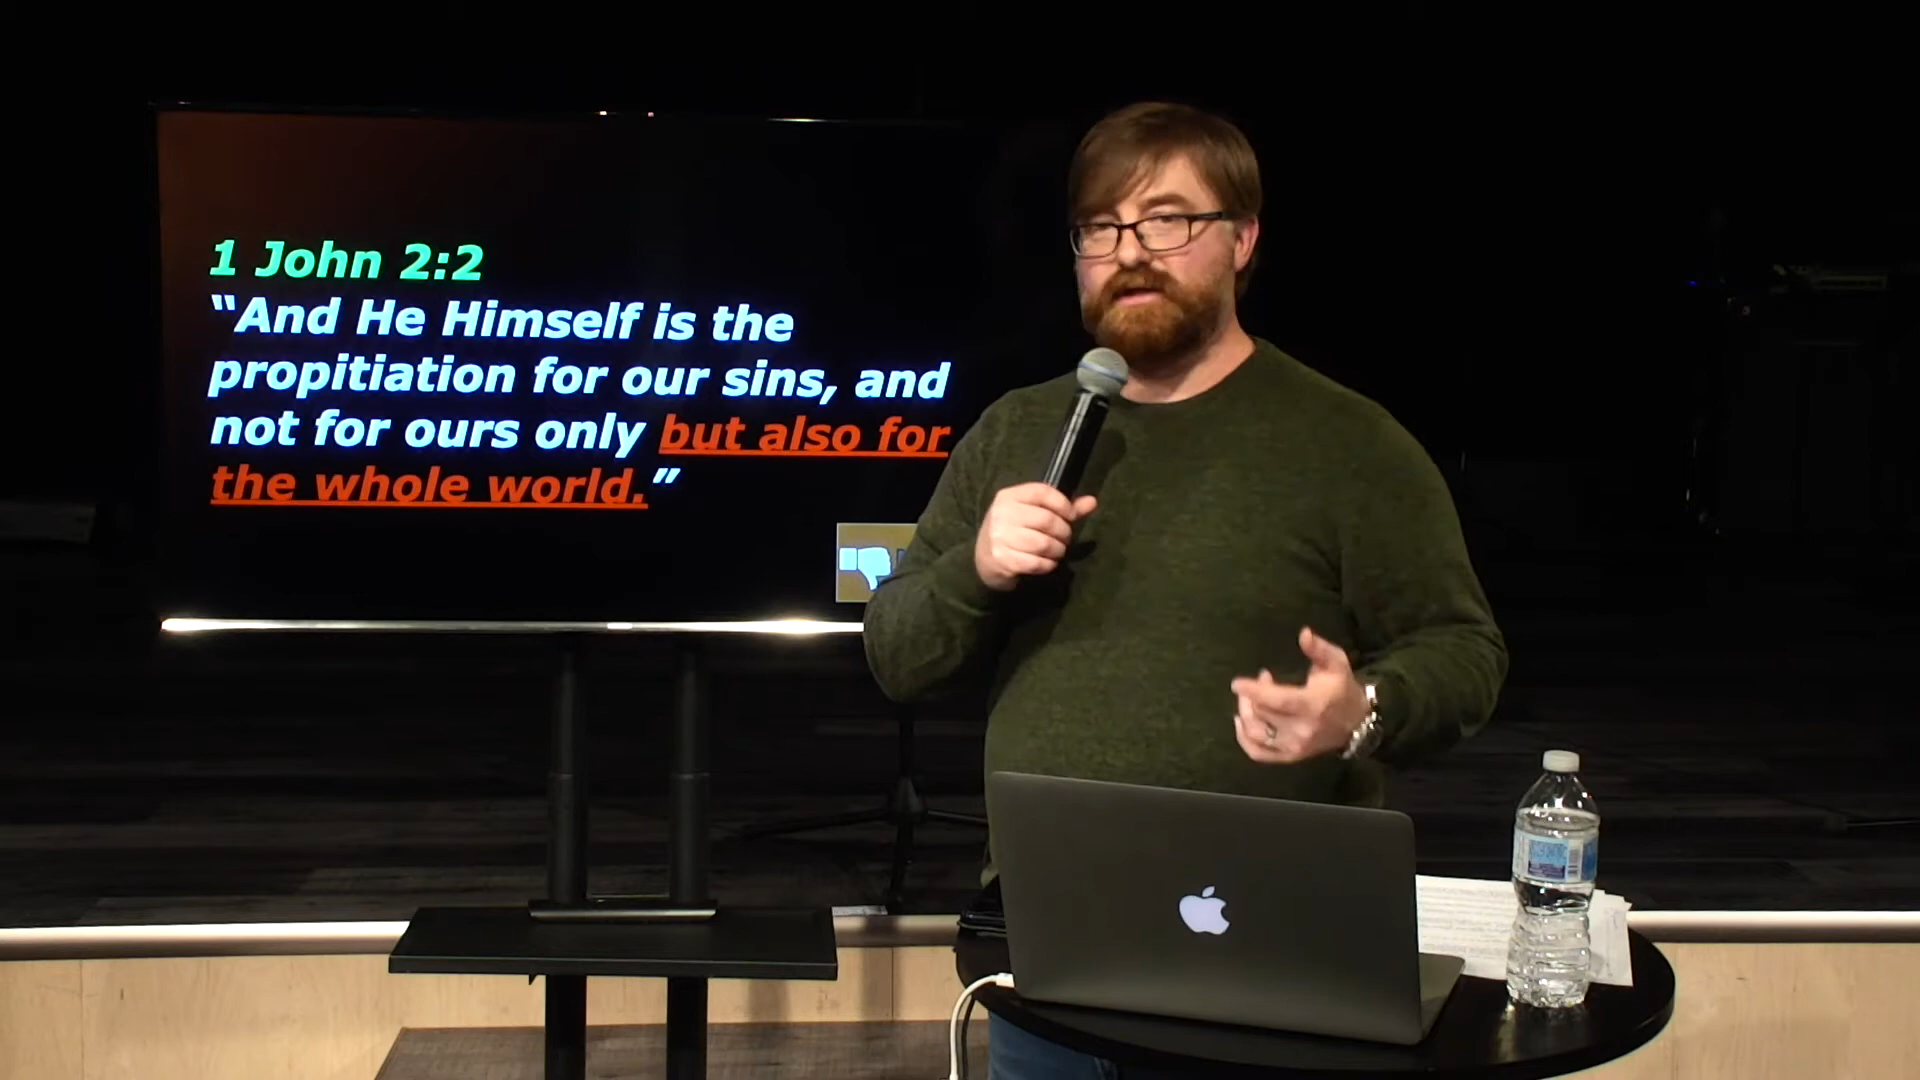 1 John 2:2
“And He Himself is the
propitiation for our sins, and
not for ours only but also for
the whole world.”